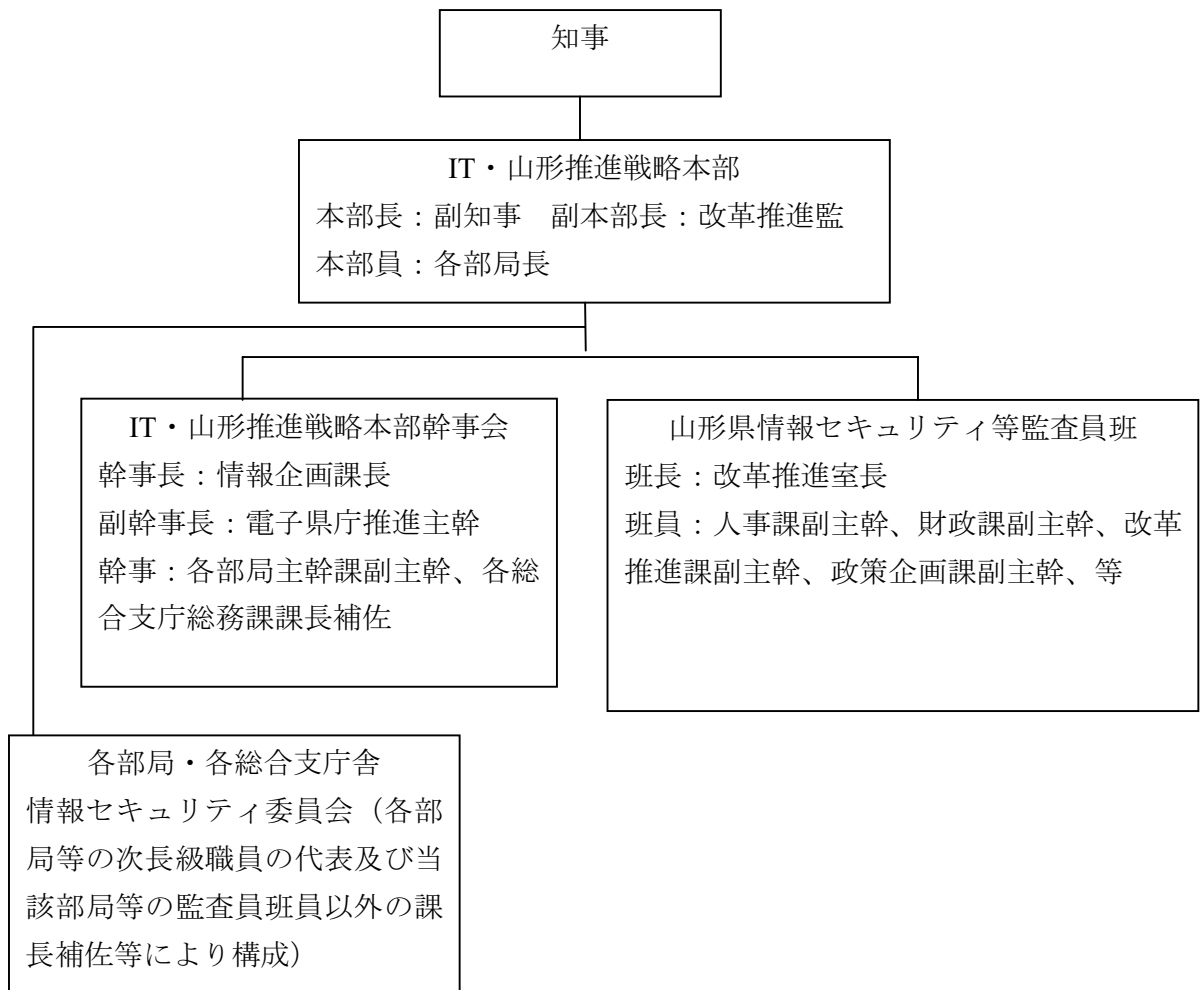 知事
IT・山形推進戦略本部
本部長：副知事　副本部長：改革推進監
本部員：各部局長
IT・山形推進戦略本部幹事会
幹事長：情報企画課長
副幹事長：電子県庁推進主幹
幹事：各部局主幹課副主幹、各総
合支庁総務課課長補佐
山形県情報セキュリティ等監査員班
班長：改革推進室長
班員：人事課副主幹、財政課副主幹、改革
推進課副主幹、政策企画課副主幹、等
各部局・各総合支庁舎
情報セキュリティ委員会（各部
局等の次長級職員の代表及び当
該部局等の監査員班員以外の課
長補佐等により構成）